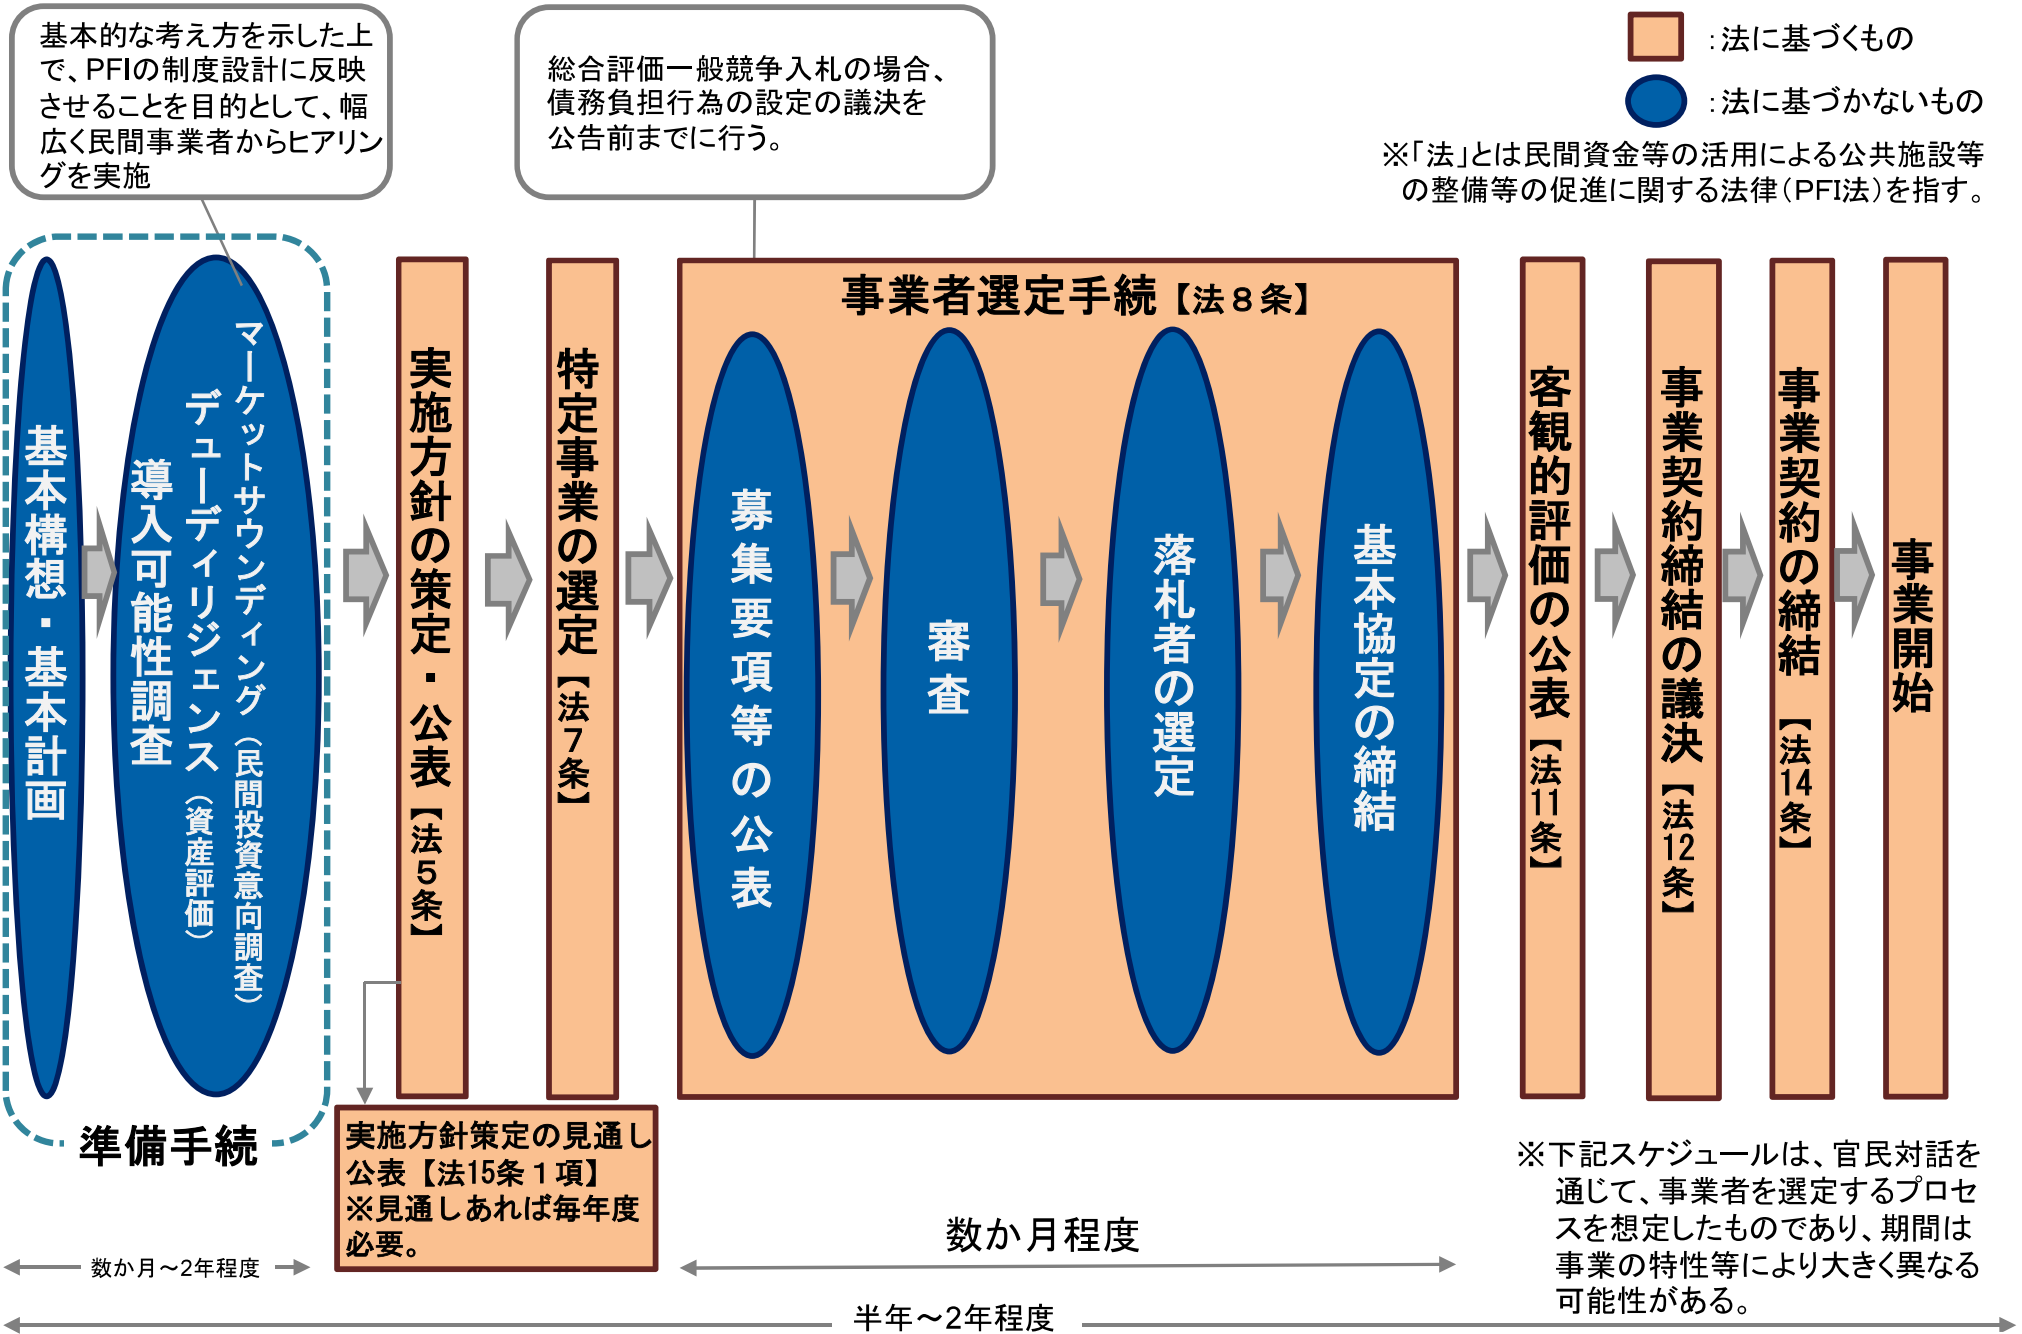 基本的な考え方を示した上
で、PFIの制度設計に反映
させることを目的として、幅
広く民間事業者からヒアリン
グを実施
総合評価一般競争入札の場合、
債務負担行為の設定の議決を
公告前までに行う。
：法に基づくもの
：法に基づかないもの
※「法」とは民間資金等の活用による公共施設等
の整備等の促進に関する法律（PFI法）を指す。
基本構想・基本計画
マーケットサウンディング（民間投資意向調査）
デューディリジェンス（資産評価）
導入可能性調査
準備手続
実施方針の策定・公表【法５条】
特定事業の選定【法７条】
事業者選定手続【法８条】
募集要項等の公表
審査
落札者の選定
基本協定の締結
客観的評価の公表【法11条】
事業契約締結の議決【法12条】
事業契約の締結【法14条】
事業開始
実施方針策定の見通し
公表【法15条１項】
※見通しあれば毎年度
必要。
※下記スケジュールは、官民対話を
通じて、事業者を選定するプロセ
スを想定したものであり、期間は
事業の特性等により大きく異なる
可能性がある。
数か月～2年程度
数か月程度
半年～2年程度